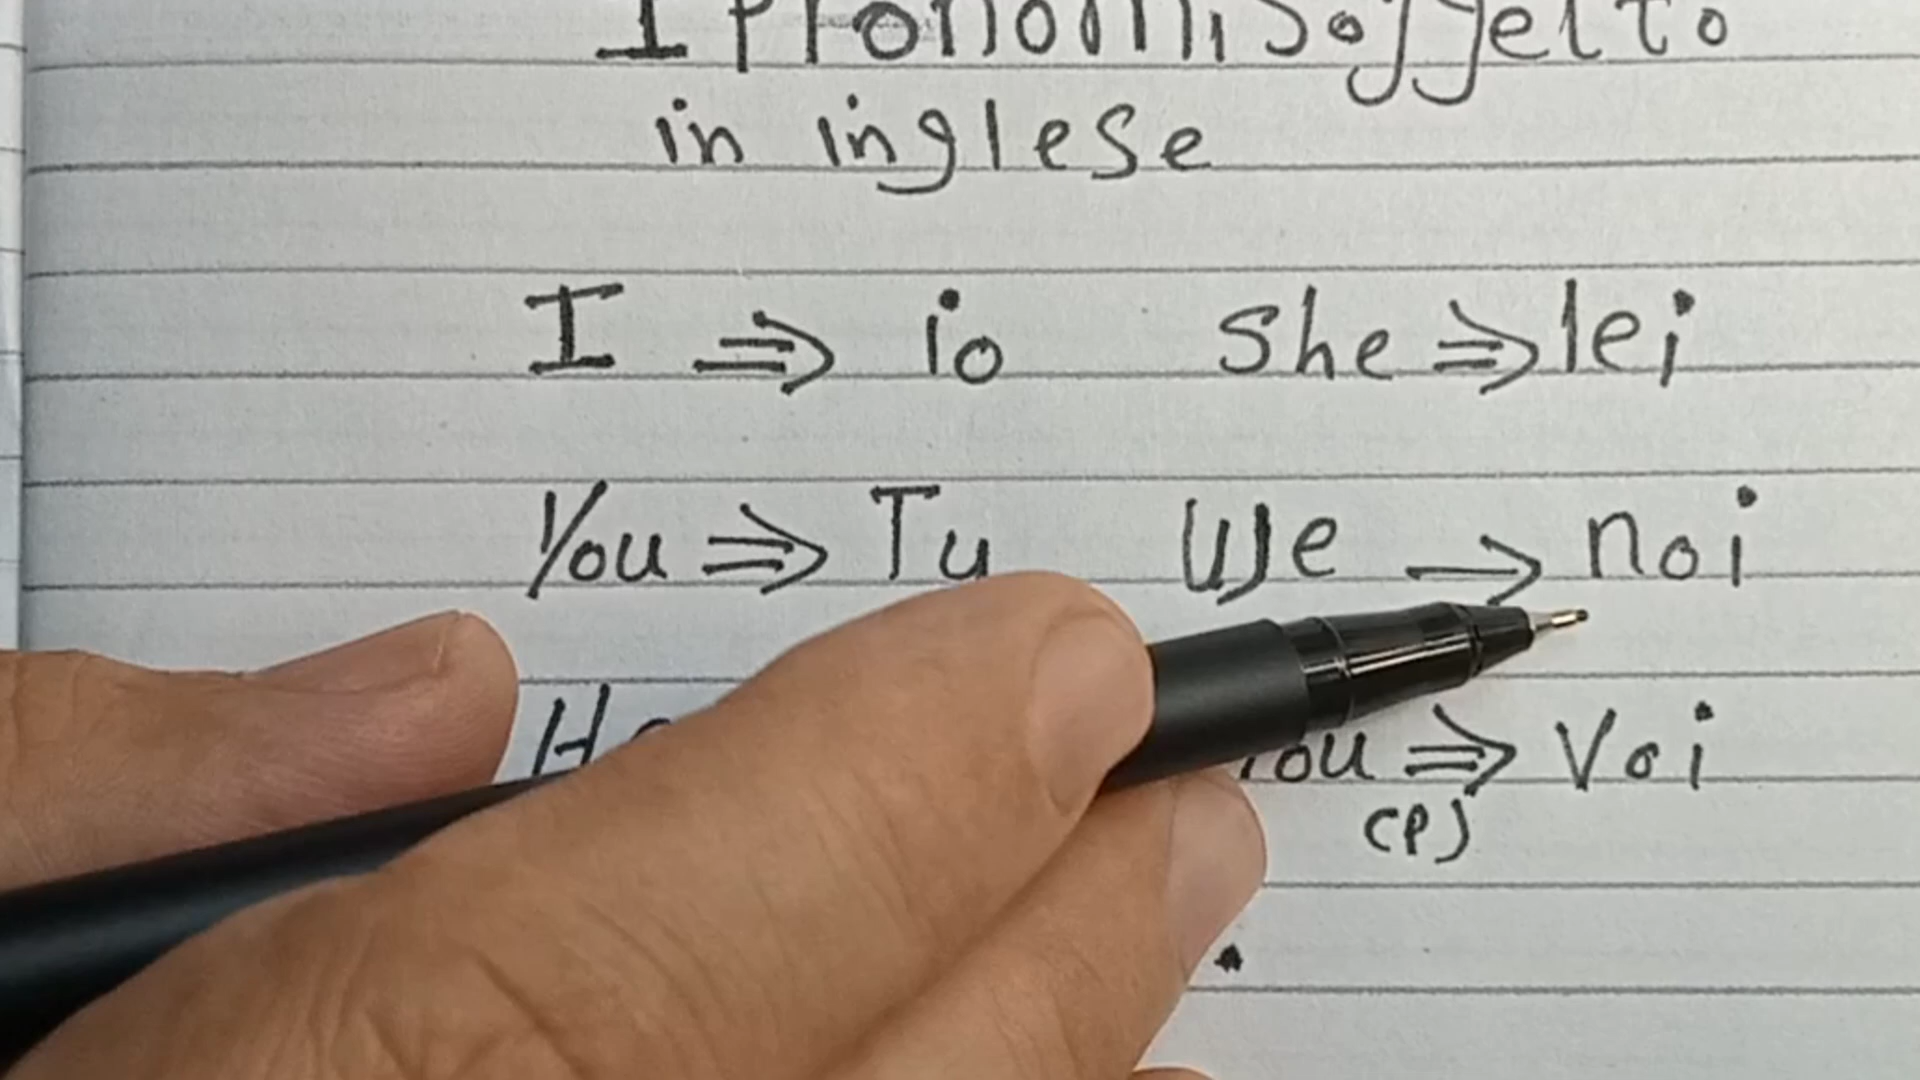 I Pronomi Soggetto
in inglese
I ⇒ io She ⇒ lei
You ⇒ Tu We → noi
ou ⇒ Voi
(P)